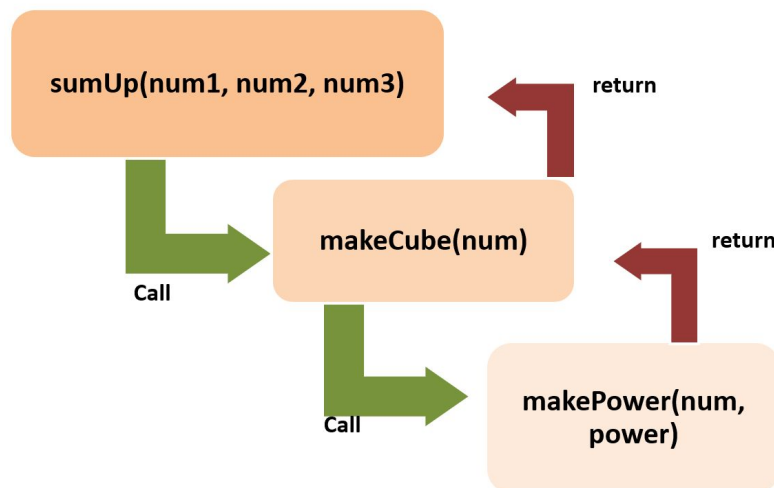 sumUp(num1, num2, num3)
return
makeCube(num)
return
Call
makePower(num,
power)
Call